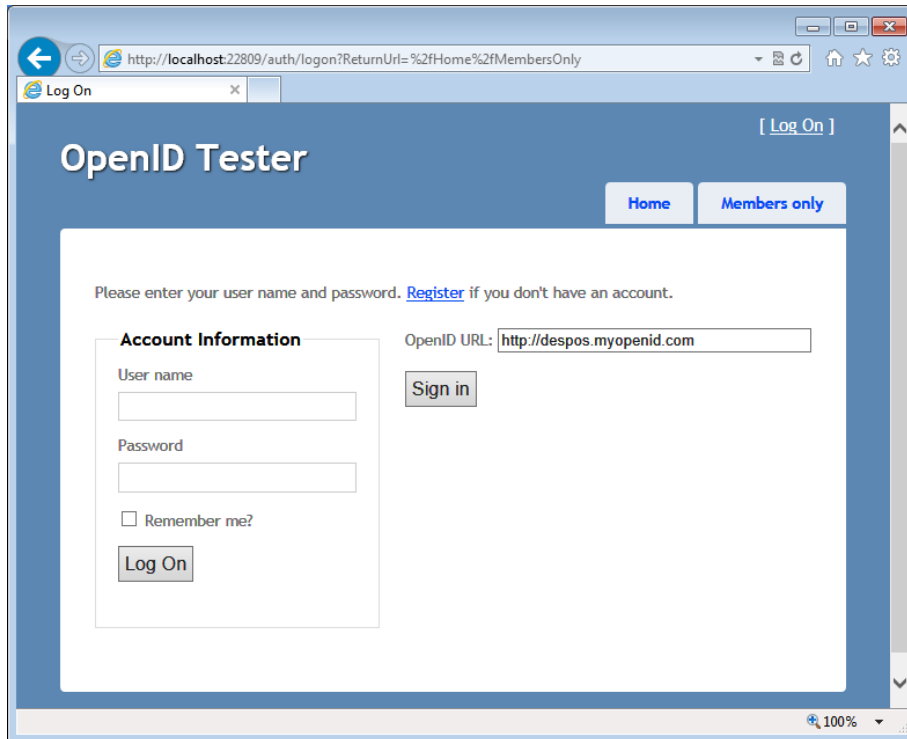 http://localhost:22809/auth/logon?ReturnUrl=%2fHome%2fMembersOnly
Log On
[ Log On ]
OpenID Tester
Home
Members only
Please enter your user name and password. Register if you don't have an account.
Account Information
OpenID URL: http://despos.myopenid.com
User name
Sign in
Password
Remember me?
Log On
100%